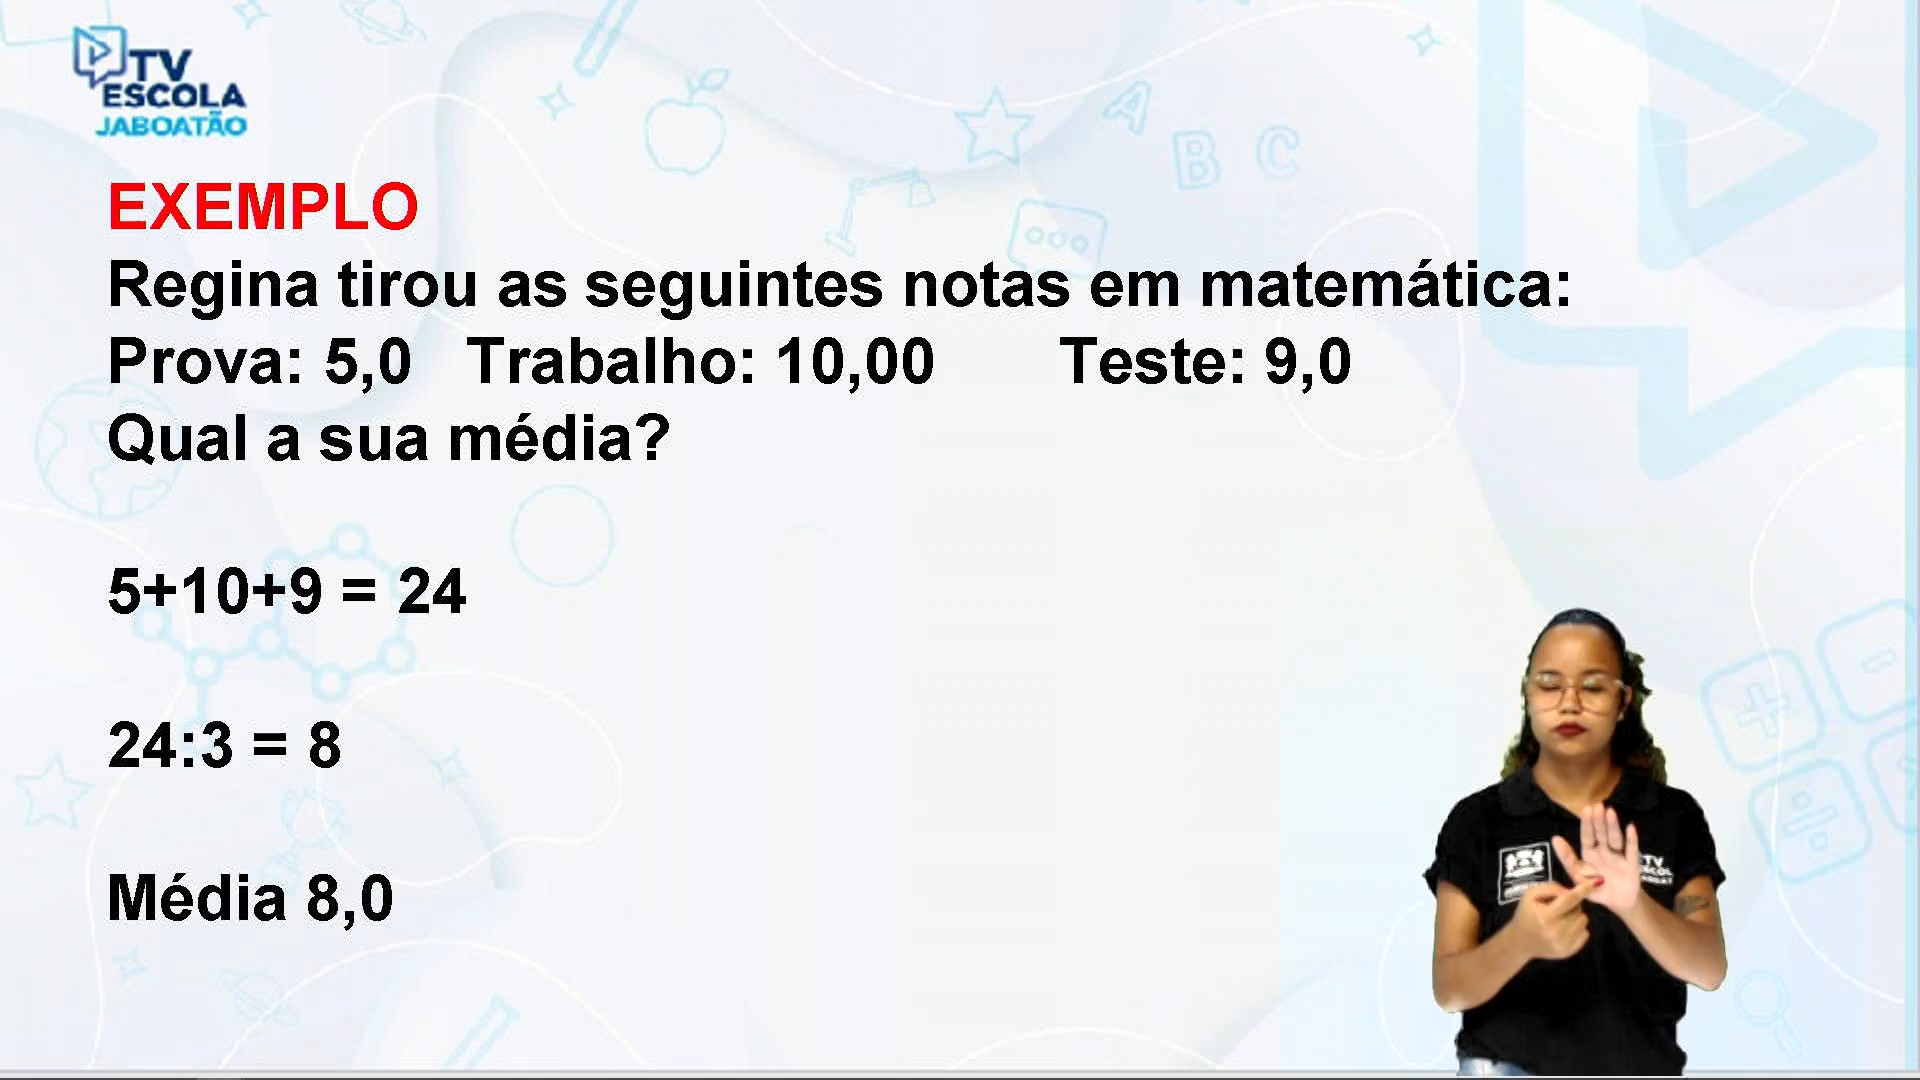 TV
ESCOLA
JABOATÃO
A B C
EXEMPLO
Regina tirou as seguintes notas em matemática:
Prova: 5,0 Trabalho: 10,00 Teste: 9,0
Qual a sua média?
5+10+9 = 24
24:3 = 8
Média 8,0